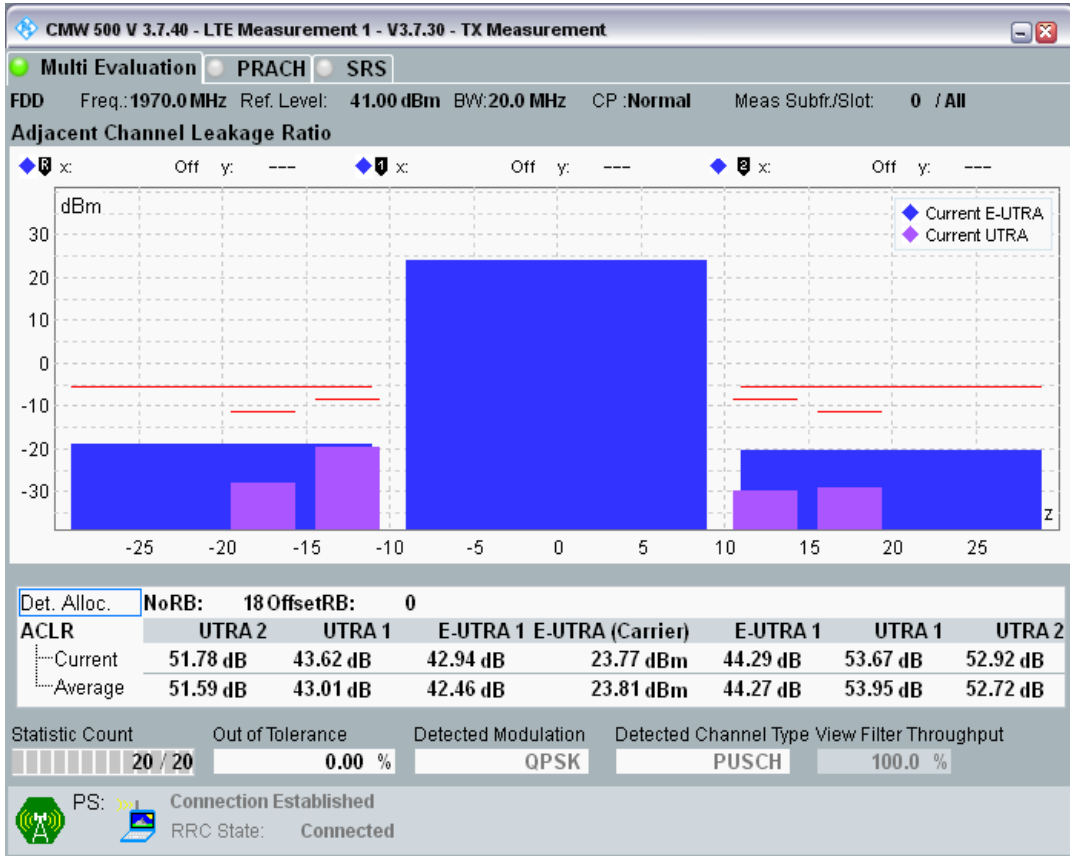 CMW 500 V 3.7.40 - LTE Measurement 1 - V3.7.30 - TX Measurement
Multi Evaluation PRACH SRS
FDD Freq.: 1970.0 MHz Ref. Level: 41.00 dBm BW: 20.0 MHz CP : Normal Meas Subfr./Slot: 0 / All
Adjacent Channel Leakage Ratio
R x: Off y: --- 1 x: Off y: --- 2 x: Off y: ---
dBm
Current E-UTRA
Current UTRA
30
20
10
0
-10
-20
-30
z
-25 -20 -15 -10 -5 0 5 10 15 20 25
Det. Alloc. NoRB: 18 OffsetRB: 0
ACLR UTRA 2 UTRA 1 E-UTRA 1 E-UTRA (Carrier) E-UTRA 1 UTRA 1 UTRA 2
Current 51.78 dB 43.62 dB 42.94 dB 23.77 dBm 44.29 dB 53.67 dB 52.92 dB
Average 51.59 dB 43.01 dB 42.46 dB 23.81 dBm 44.27 dB 53.95 dB 52.72 dB
Statistic Count Out of Tolerance Detected Modulation Detected Channel Type View Filter Throughput
20 / 20 0.00 % QPSK PUSCH 100.0 %
PS: Connection Established
RRC State: Connected